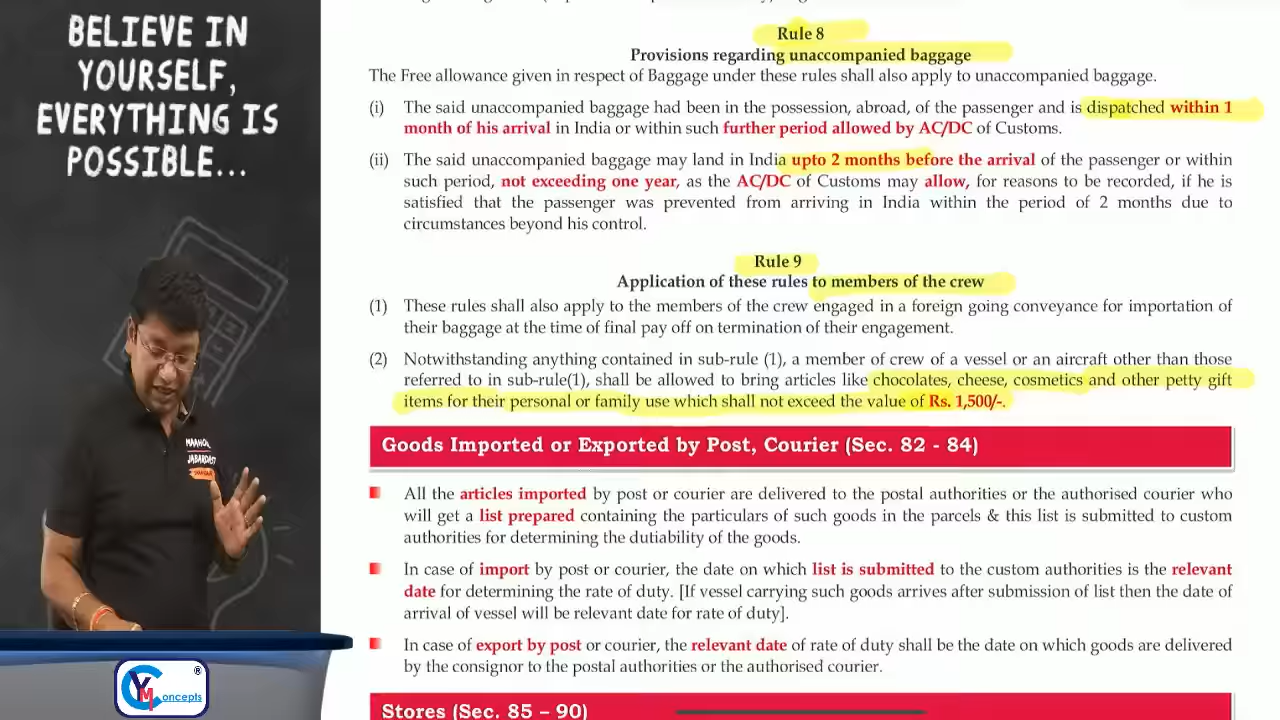 BELIEVE IN
YOURSELF,
EVERYTHING IS
POSSIBLE...
Rule 8
Provisions regarding unaccompanied baggage
The Free allowance given in respect of Baggage under these rules shall also apply to unaccompanied baggage.
(i) The said unaccompanied baggage had been in the possession, abroad, of the passenger and is dispatched within 1
month of his arrival in India or within such further period allowed by AC/DC of Customs.
(ii) The said unaccompanied baggage may land in India upto 2 months before the arrival of the passenger or within
such period, not exceeding one year, as the AC/DC of Customs may allow, for reasons to be recorded, if he is
satisfied that the passenger was prevented from arriving in India within the period of 2 months due to
circumstances beyond his control.
Rule 9
Application of these rules to members of the crew
(1) These rules shall also apply to the members of the crew engaged in a foreign going conveyance for importation of
their baggage at the time of final pay off on termination of their engagement.
(2) Notwithstanding anything contained in sub-rule (1), a member of crew of a vessel or an aircraft other than those
referred to in sub-rule(1), shall be allowed to bring articles like chocolates, cheese, cosmetics and other petty gift
items for their personal or family use which shall not exceed the value of Rs. 1,500/-.
Goods Imported or Exported by Post, Courier (Sec. 82 - 84)
All the articles imported by post or courier are delivered to the postal authorities or the authorised courier who
will get a list prepared containing the particulars of such goods in the parcels & this list is submitted to custom
authorities for determining the dutiability of the goods.
In case of import by post or courier, the date on which list is submitted to the custom authorities is the relevant
date for determining the rate of duty. [If vessel carrying such goods arrives after submission of list then the date of
arrival of vessel will be relevant date for rate of duty].
In case of export by post or courier, the relevant date of rate of duty shall be the date on which goods are delivered
by the consignor to the postal authorities or the authorised courier.
Stores (Sec. 85 – 90)
JABARDAST
CYM oncepts ®